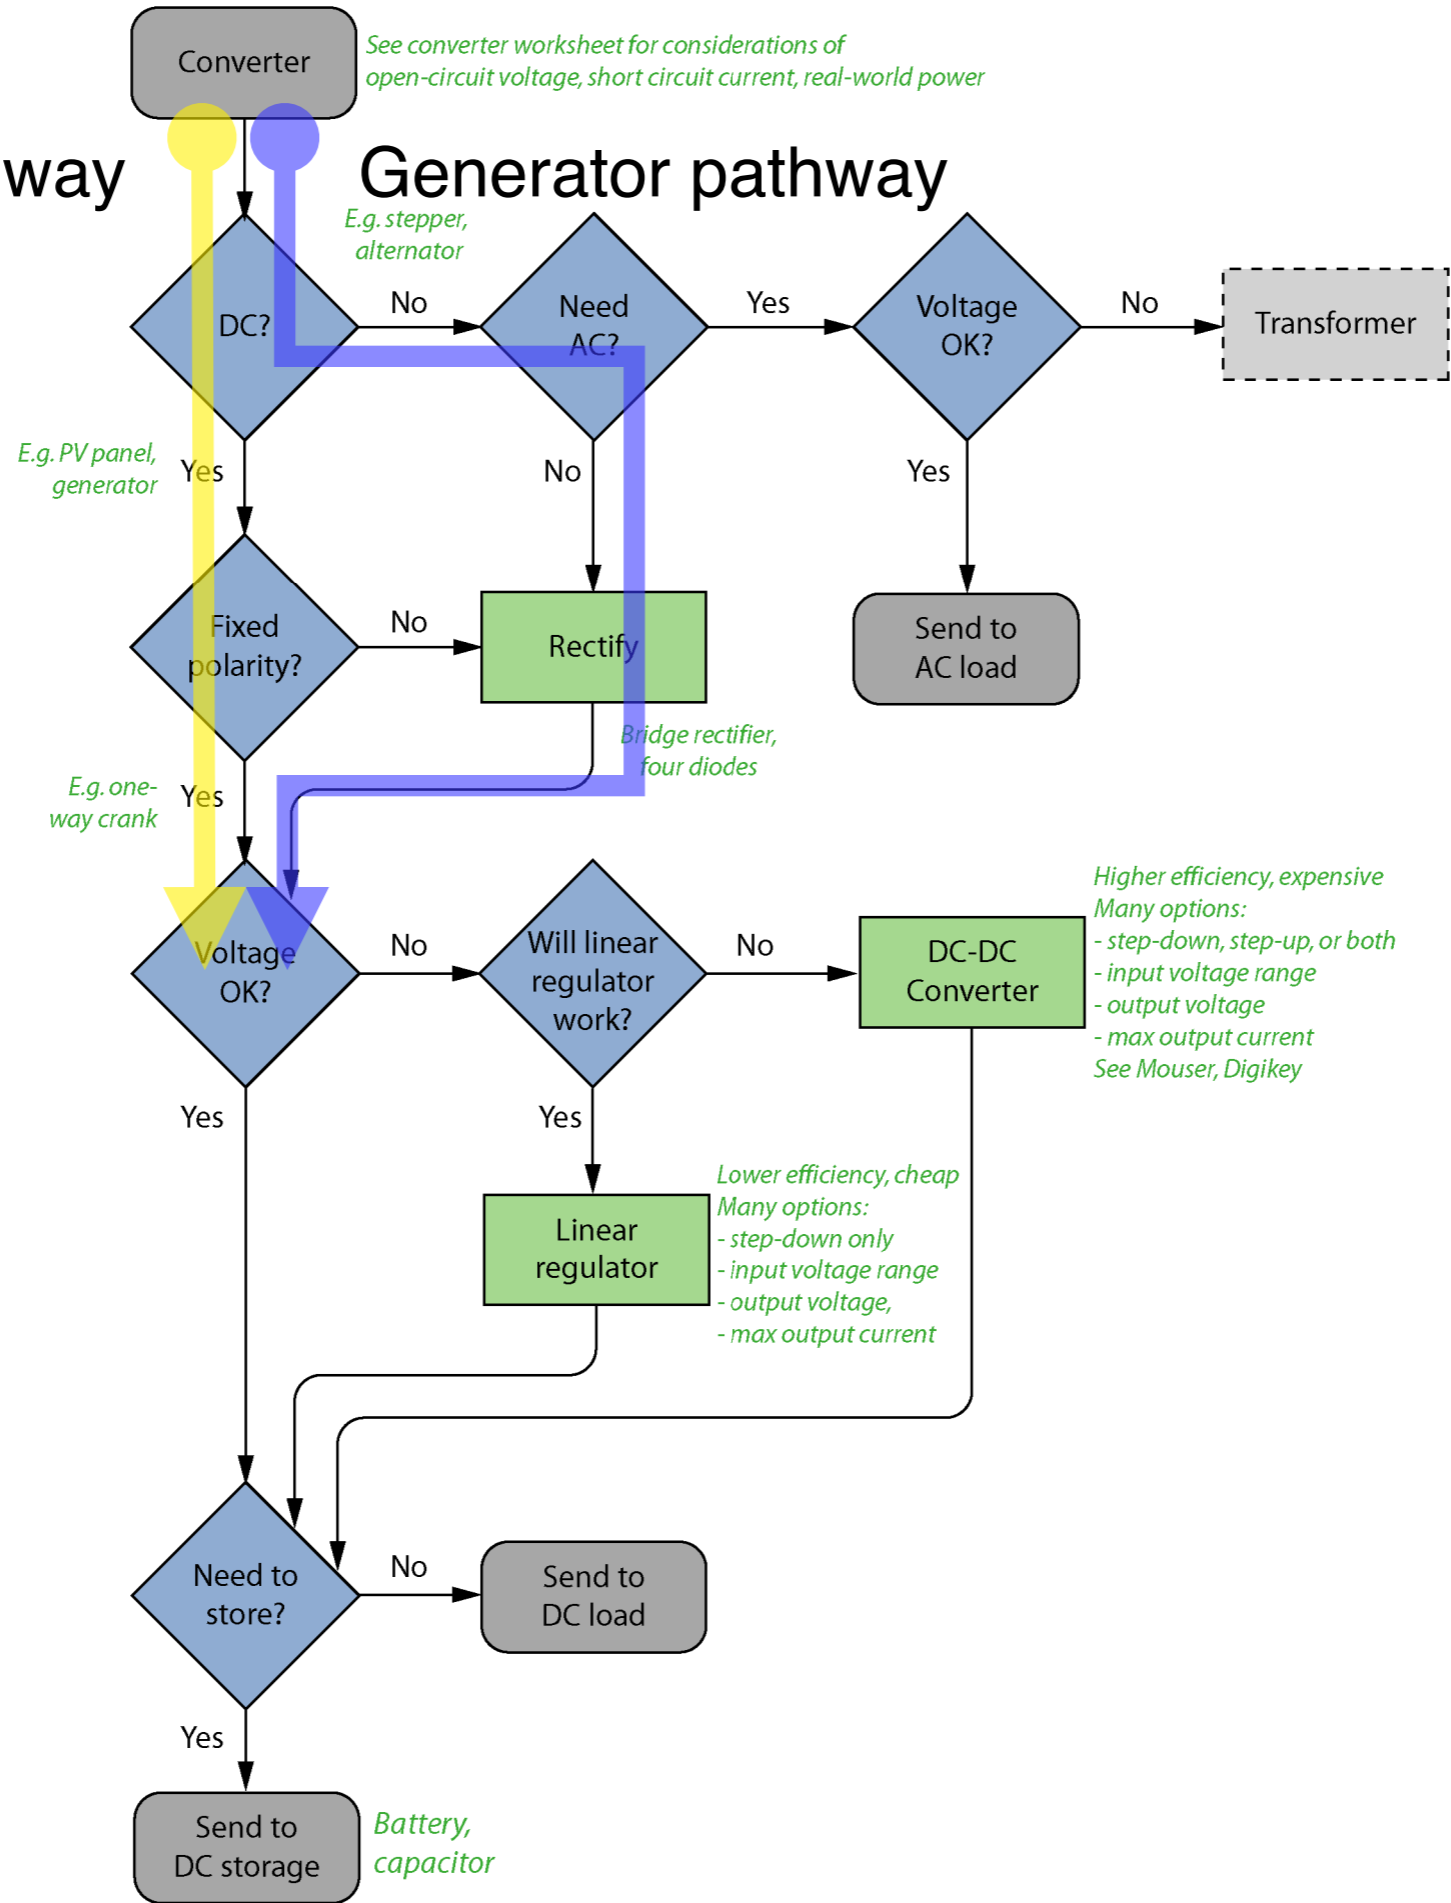 Converter
See converter worksheet for considerations of
open-circuit voltage, short circuit current, real-world power
way
Generator pathway
E.g. stepper,
alternator
DC?
No
Need
AC?
Yes
Voltage
OK?
No
Transformer
E.g. PV panel,
generator
Yes
No
Yes
Fixed
polarity?
No
Rectify
Send to
AC load
Bridge rectifier,
four diodes
E.g. one-
way crank
Yes
Voltage
OK?
No
Will linear
regulator
work?
No
DC-DC
Converter
Higher efficiency, expensive
Many options:
- step-down, step-up, or both
- input voltage range
- output voltage
- max output current
See Mouser, Digikey
Yes
Yes
Linear
regulator
Lower efficiency, cheap
Many options:
- step-down only
- input voltage range
- output voltage,
- max output current
Need to
store?
No
Send to
DC load
Yes
Send to
DC storage
Battery,
capacitor